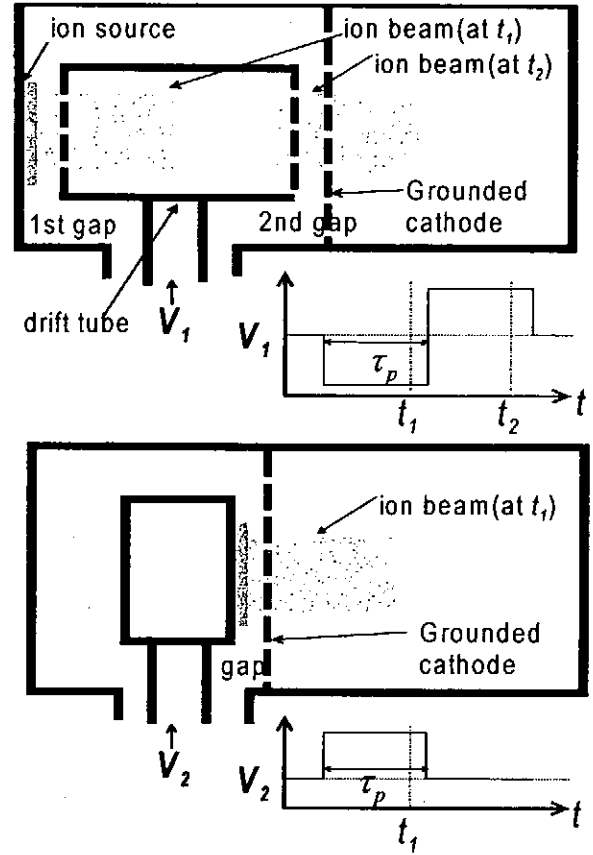 ion source
ion beam(at t1)
ion beam(at t2)
1st gap
2nd gap
Grounded
cathode
drift tube
V1
V1
τp
t1
t2
t
ion beam(at t1)
Grounded
cathode
gap
V2
V2
τp
t1
t